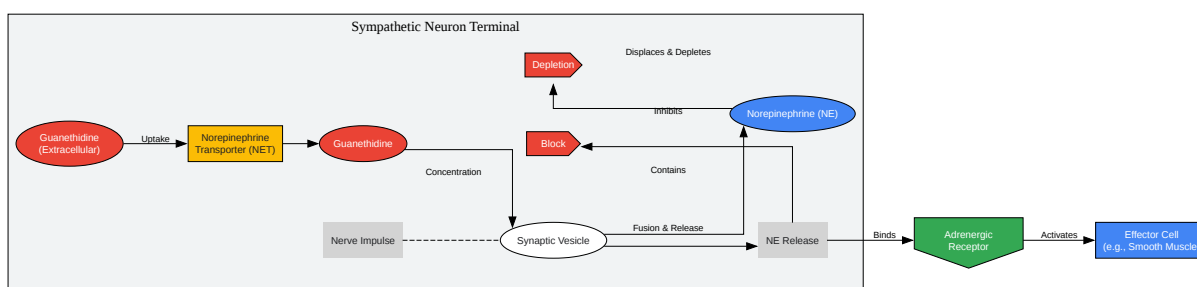 Sympathetic Neuron Terminal
Displaces & Depletes
Depletion
Inhibits
Norepinephrine (NE)
Guanethidine
(Extracellular)
Uptake
Norepinephrine
Transporter (NET)
Guanethidine
Block
Concentration
Contains
Nerve Impulse
Synaptic Vesicle
Fusion & Release
NE Release
Binds
Adrenergic
Receptor
Activates
Effector Cell
(e.g., Smooth Muscle